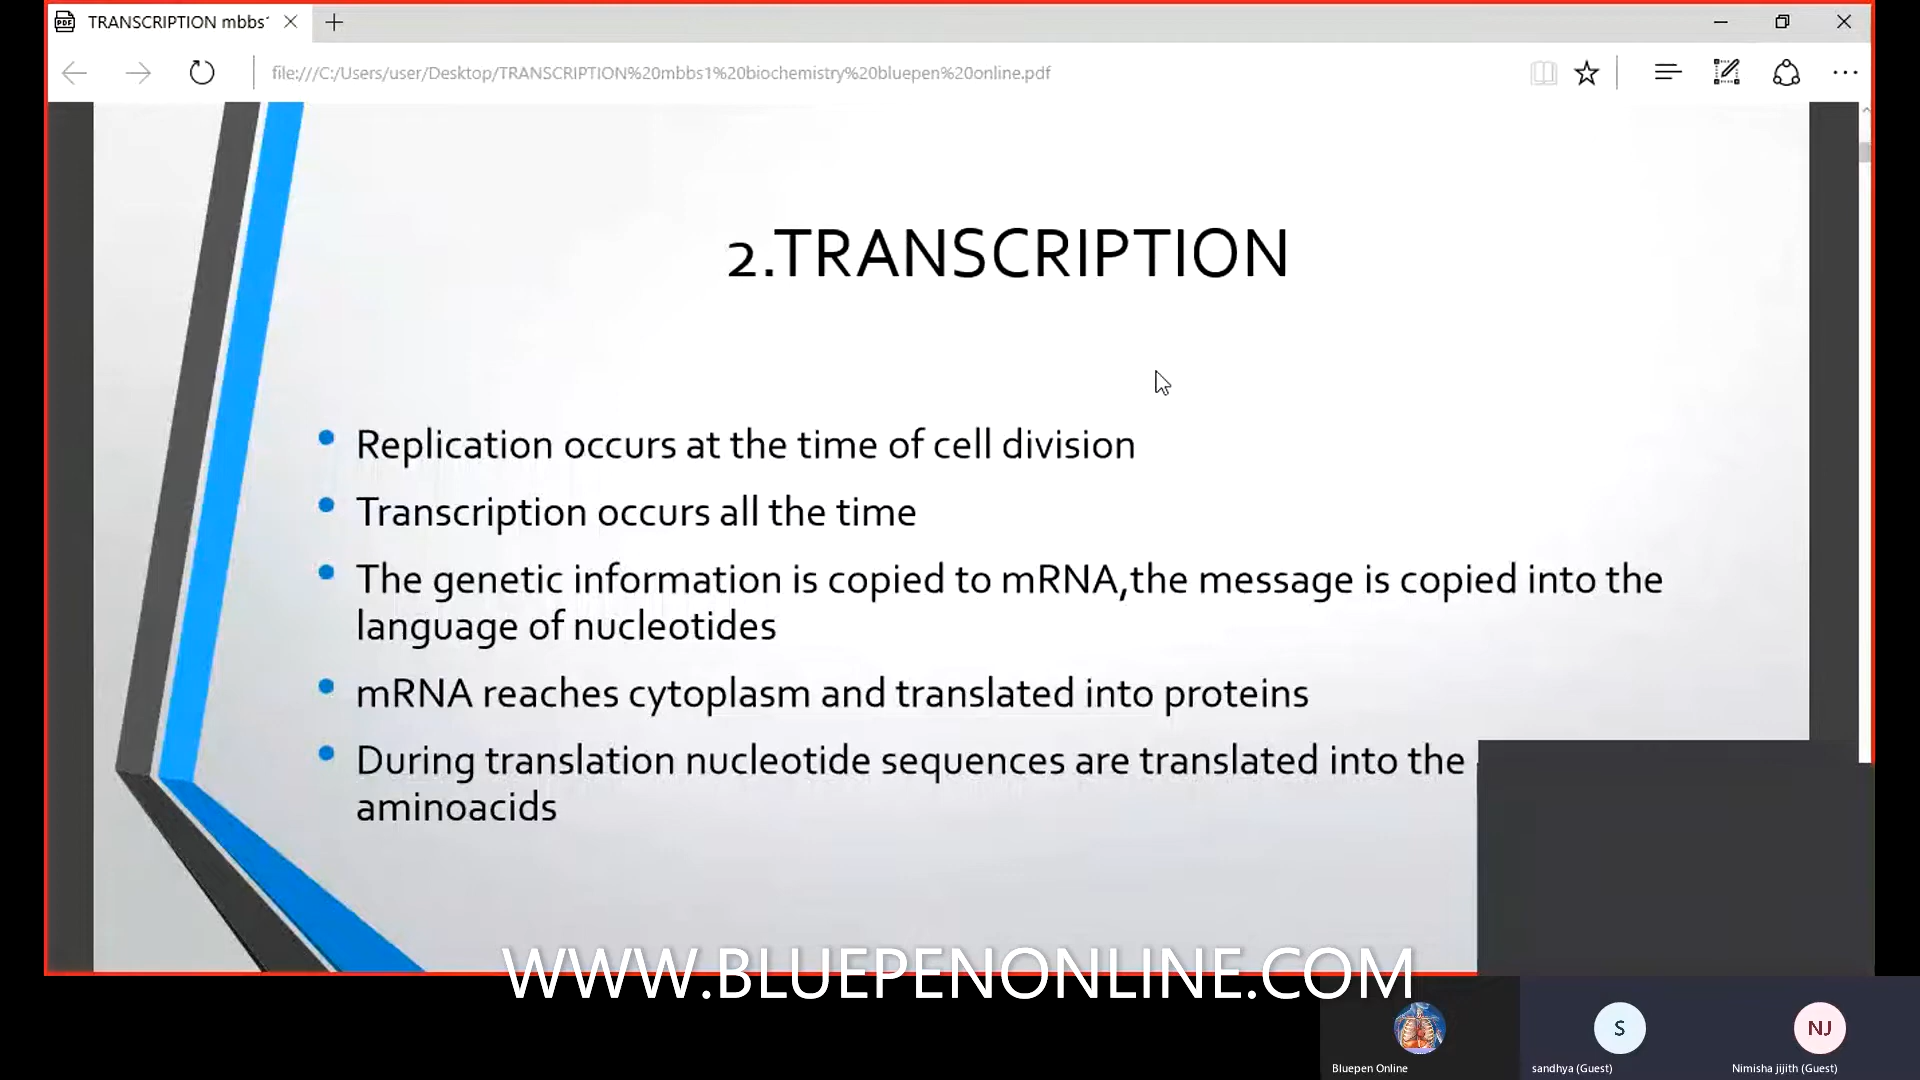 TRANSCRIPTION mbbs1
file:///C:/Users/user/Desktop/TRANSCRIPTION%20mbbs1%20biochemistry%20bluepen%20online.pdf
2.TRANSCRIPTION
• Replication occurs at the time of cell division
• Transcription occurs all the time
• The genetic information is copied to mRNA,the message is copied into the
language of nucleotides
• mRNA reaches cytoplasm and translated into proteins
• During translation nucleotide sequences are translated into the
aminoacids
WWW.BLUEPENONLINE.COM
S
NJ
Bluepen Online
sandhya (Guest)
Nimisha jijith (Guest)